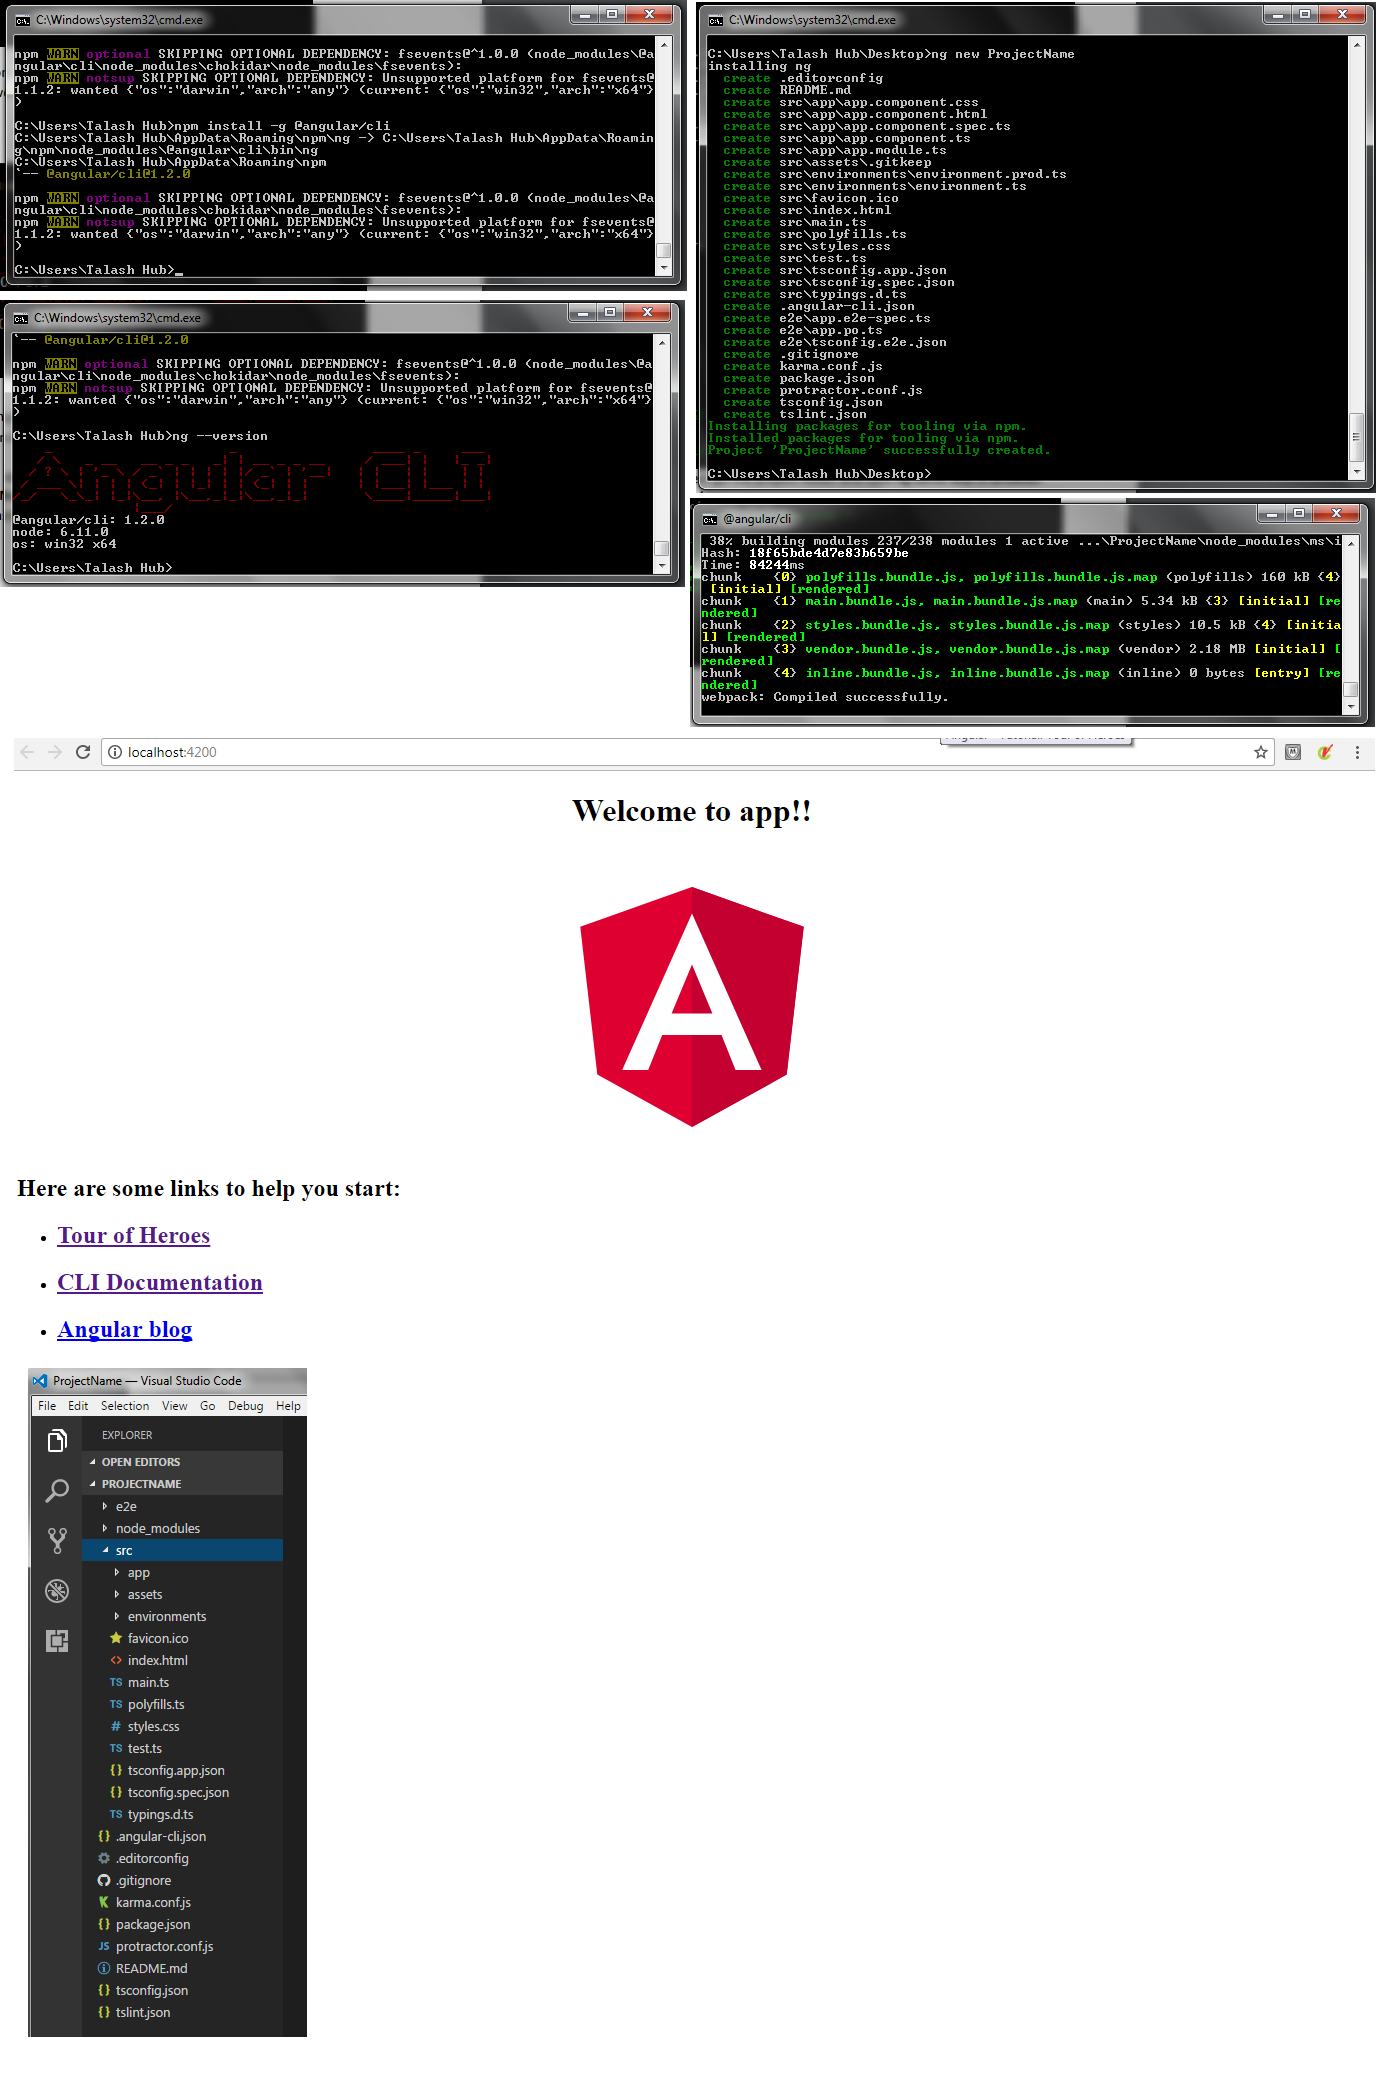 C:\Windows\system32\cmd.exe
npm WARN optional SKIPPING OPTIONAL DEPENDENCY: fsevents@^1.0.0 (node_modules\@a
ngular\cli\node_modules\chokidar\node_modules\fsevents):
npm WARN notsup SKIPPING OPTIONAL DEPENDENCY: Unsupported platform for fsevents@
1.1.2: wanted {"os":"darwin","arch":"any"} (current: {"os":"win32","arch":"x64"}
)
C:\Users\Talash Hub>npm install -g @angular/cli
C:\Users\Talash Hub\AppData\Roaming\npm\ng -> C:\Users\Talash Hub\AppData\Roamin
g\npm\node_modules\@angular\cli\bin\ng
C:\Users\Talash Hub\AppData\Roaming\npm
`-- @angular/cli@1.2.0
npm WARN optional SKIPPING OPTIONAL DEPENDENCY: fsevents@^1.0.0 (node_modules\@a
ngular\cli\node_modules\chokidar\node_modules\fsevents):
npm WARN notsup SKIPPING OPTIONAL DEPENDENCY: Unsupported platform for fsevents@
1.1.2: wanted {"os":"darwin","arch":"any"} (current: {"os":"win32","arch":"x64"}
)
C:\Users\Talash Hub>_
C:\Windows\system32\cmd.exe
`-- @angular/cli@1.2.0
npm WARN optional SKIPPING OPTIONAL DEPENDENCY: fsevents@^1.0.0 (node_modules\@a
ngular\cli\node_modules\chokidar\node_modules\fsevents):
npm WARN notsup SKIPPING OPTIONAL DEPENDENCY: Unsupported platform for fsevents@
1.1.2: wanted {"os":"darwin","arch":"any"} (current: {"os":"win32","arch":"x64"}
)
C:\Users\Talash Hub>ng --version
Angular CLI
@angular/cli: 1.2.0
node: 6.11.0
os: win32 x64
C:\Users\Talash Hub>
C:\Windows\system32\cmd.exe
C:\Users\Talash Hub\Desktop>ng new ProjectName
installing ng
create .editorconfig
create README.md
create src\app\app.component.css
create src\app\app.component.html
create src\app\app.component.spec.ts
create src\app\app.component.ts
create src\app\app.module.ts
create src\assets\.gitkeep
create src\environments\environment.prod.ts
create src\environments\environment.ts
create src\favicon.ico
create src\index.html
create src\main.ts
create src\polyfills.ts
create src\styles.css
create src\test.ts
create src\tsconfig.app.json
create src\tsconfig.spec.json
create src\typings.d.ts
create .angular-cli.json
create e2e\app.e2e-spec.ts
create e2e\app.po.ts
create e2e\tsconfig.e2e.json
create .gitignore
create karma.conf.js
create package.json
create protractor.conf.js
create tsconfig.json
create tslint.json
Installing packages for tooling via npm.
Installed packages for tooling via npm.
Project 'ProjectName' successfully created.
C:\Users\Talash Hub\Desktop>
@angular/cli
38% building modules 237/238 modules 1 active ...\ProjectName\node_modules\ms\i
Hash: 18f65bde4d7e83b659be
Time: 84244ms
chunk    {0} polyfills.bundle.js, polyfills.bundle.js.map (polyfills) 160 kB {4}
[initial] [rendered]
chunk    {1} main.bundle.js, main.bundle.js.map (main) 5.34 kB {3} [initial] [re
ndered]
chunk    {2} styles.bundle.js, styles.bundle.js.map (styles) 10.5 kB {4} [initia
l] [rendered]
chunk    {3} vendor.bundle.js, vendor.bundle.js.map (vendor) 2.18 MB [initial] [
rendered]
chunk    {4} inline.bundle.js, inline.bundle.js.map (inline) 0 bytes [entry] [re
ndered]
webpack: Compiled successfully.
localhost:4200
Welcome to app!!
A
Here are some links to help you start:
Tour of Heroes
CLI Documentation
Angular blog
ProjectName — Visual Studio Code
File Edit Selection View Go Debug Help
EXPLORER
OPEN EDITORS
PROJECTNAME
e2e
node_modules
src
app
assets
environments
favicon.ico
index.html
TS main.ts
TS polyfills.ts
# styles.css
TS test.ts
{} tsconfig.app.json
{} tsconfig.spec.json
TS typings.d.ts
{} .angular-cli.json
.editorconfig
.gitignore
karma.conf.js
{} package.json
JS protractor.conf.js
README.md
{} tsconfig.json
{} tslint.json